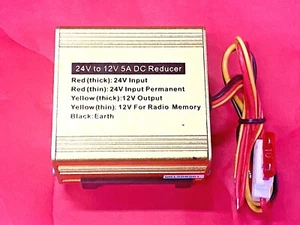 24V to 12V 5A DC Reducer
Red (thick): 24V Input
Red (thin): 24V Input Permanent
Yellow (thick): 12V Output
Yellow (thin): 12V For Radio Memory
Black: Earth